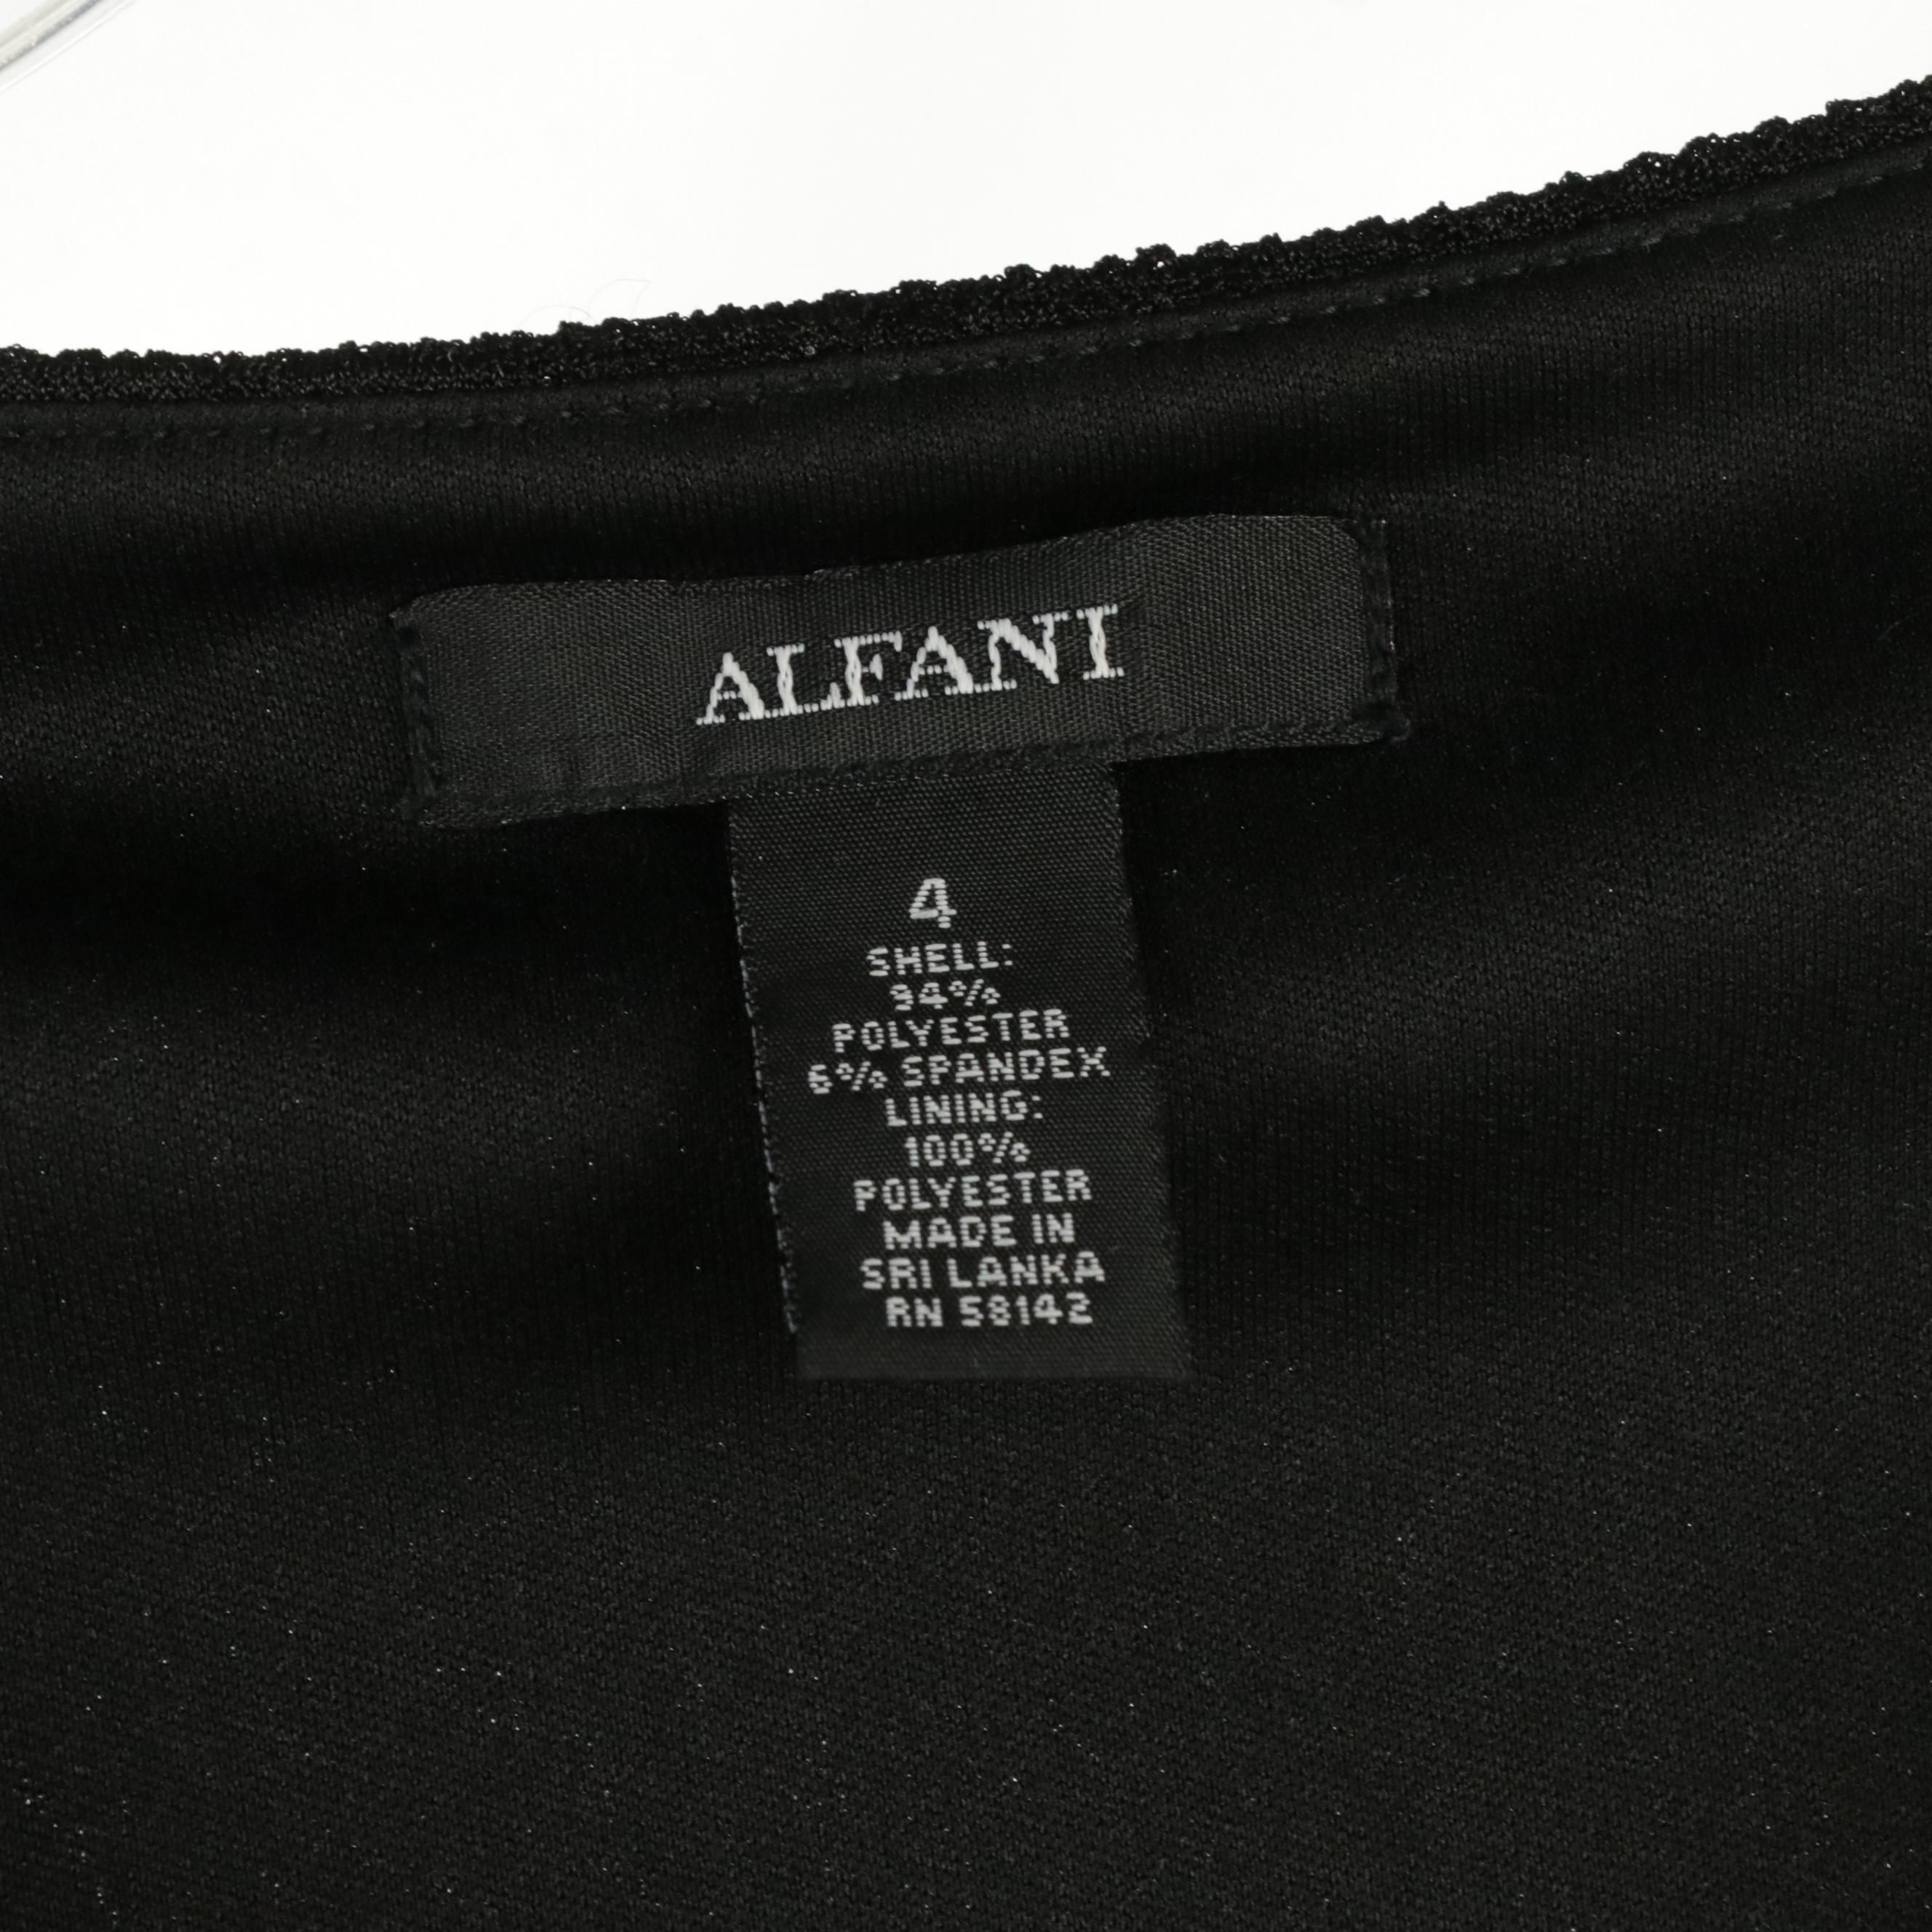 ALFANI
4
SHELL:
94%
POLYESTER
6% SPANDEX
LINING:
100%
POLYESTER
MADE IN
SRI LANKA
RN 58142